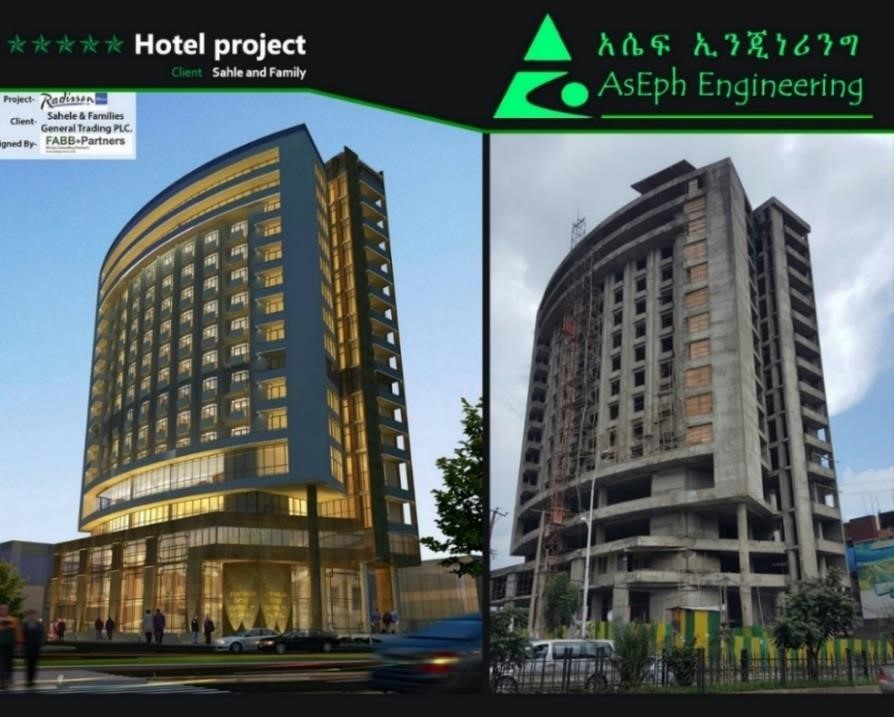 ★★★★★ Hotel project
Client Sahle and Family
Project- Radisson BLU
Client- Sahele & Families
General Trading PLC.
igned By- FABB+Partners
አሴፍ ኢንጂነሪንግ
AsEph Engineering